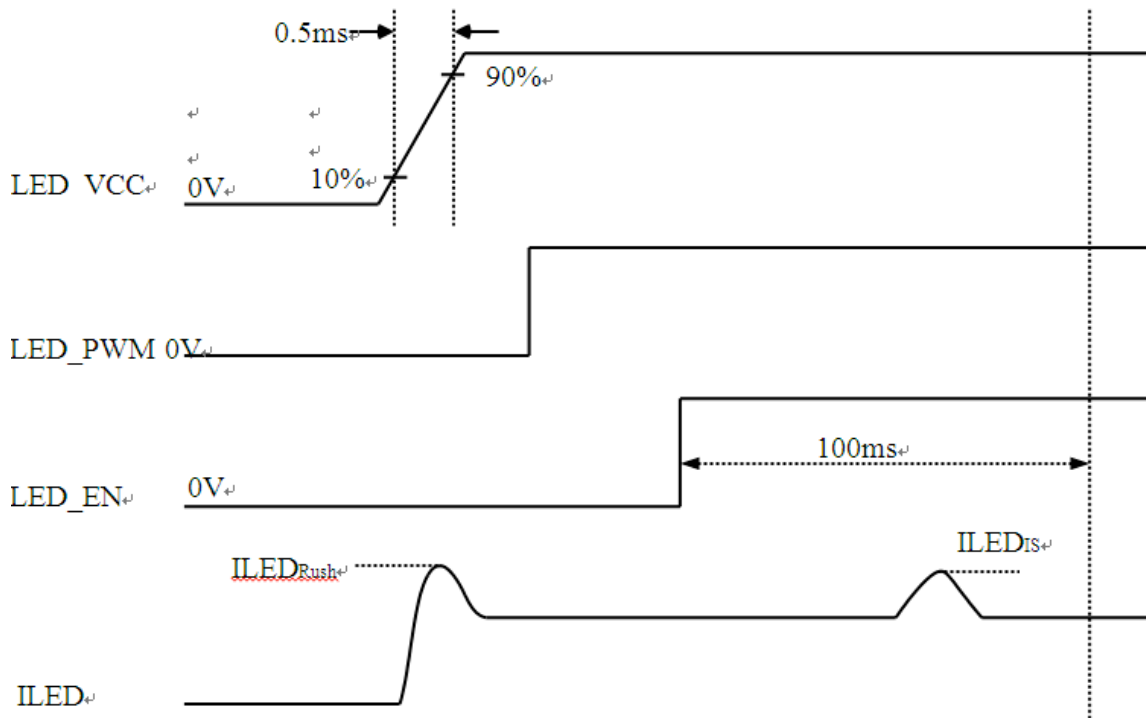 0.5ms↵
90%↵
↵ ↵
↵ ↵
LED VCC↵ 0V↵ 10%↵
LED_PWM 0V↵
100ms↵
LED_EN↵ 0V↵
ILEDIS↵
ILEDRush↵
ILED↵